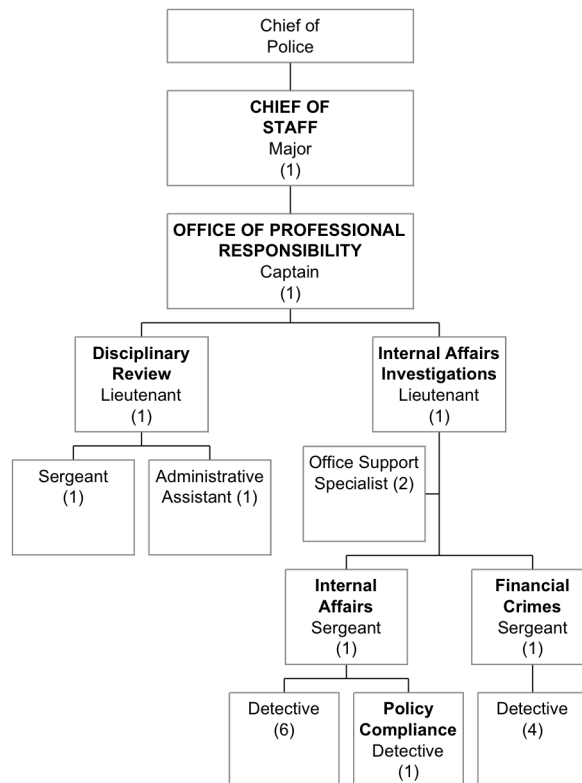 Chief of
Police
CHIEF OF
STAFF
Major
(1)
OFFICE OF PROFESSIONAL
RESPONSIBILITY
Captain
(1)
Disciplinary
Review
Lieutenant
(1)
Internal Affairs
Investigations
Lieutenant
(1)
Sergeant
(1)
Administrative
Assistant (1)
Office Support
Specialist (2)
Internal
Affairs
Sergeant
(1)
Financial
Crimes
Sergeant
(1)
Detective
(6)
Policy
Compliance
Detective
(1)
Detective
(4)